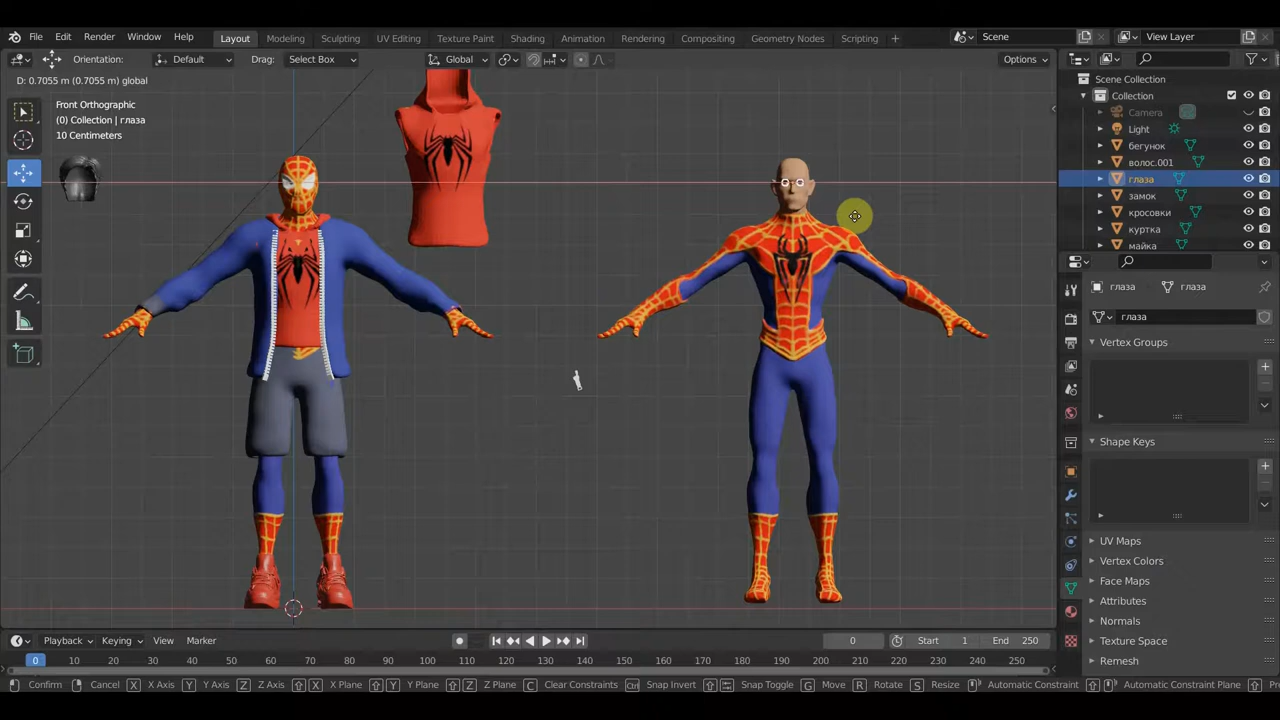 File Edit Render Window Help Layout Modeling Sculpting UV Editing Texture Paint Shading Animation Rendering Compositing Geometry Nodes Scripting + Scene View Layer
Orientation: Default Drag: Select Box Global Options
D: 0.7055 m (0.7055 m) global
Front Orthographic
(0) Collection | глаза
10 Centimeters
Scene Collection
Collection
Camera
Light
бегунок
волос.001
глаза
замок
кросовки
куртка
майка
глаза глаза
глаза
Vertex Groups
Shape Keys
UV Maps
Vertex Colors
Face Maps
Attributes
Normals
Texture Space
Remesh
Playback Keying View Marker 0 Start 1 End 250
0 10 20 30 40 50 60 70 80 90 100 110 120 130 140 150 160 170 180 190 200 210 220 230 240 250
Confirm Cancel X X Axis Y Y Axis Z Z Axis X X Plane Y Y Plane Z Z Plane C Clear Constraints Ctrl Snap Invert Snap Toggle G Move R Rotate S Resize Automatic Constraint Automatic Constraint Plane